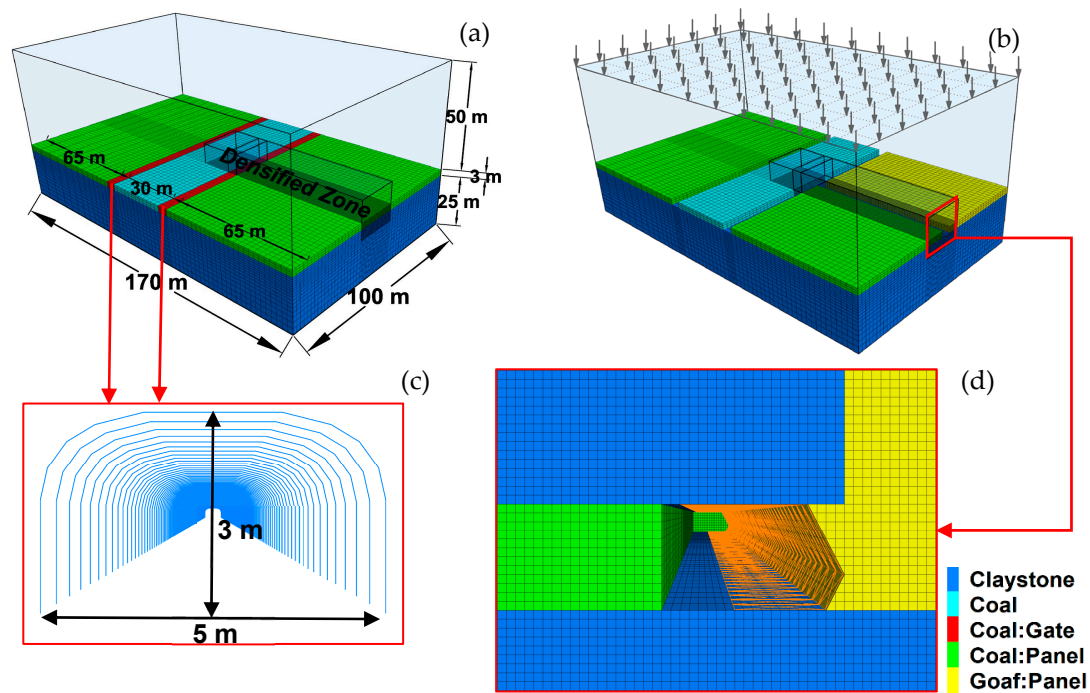 (a)
50 m
65 m
Densified Zone
30 m
3 m
25 m
65 m
170 m
100 m
(b)
(c)
3 m
5 m
(d)
Claystone
Coal
Coal:Gate
Coal:Panel
Goaf:Panel